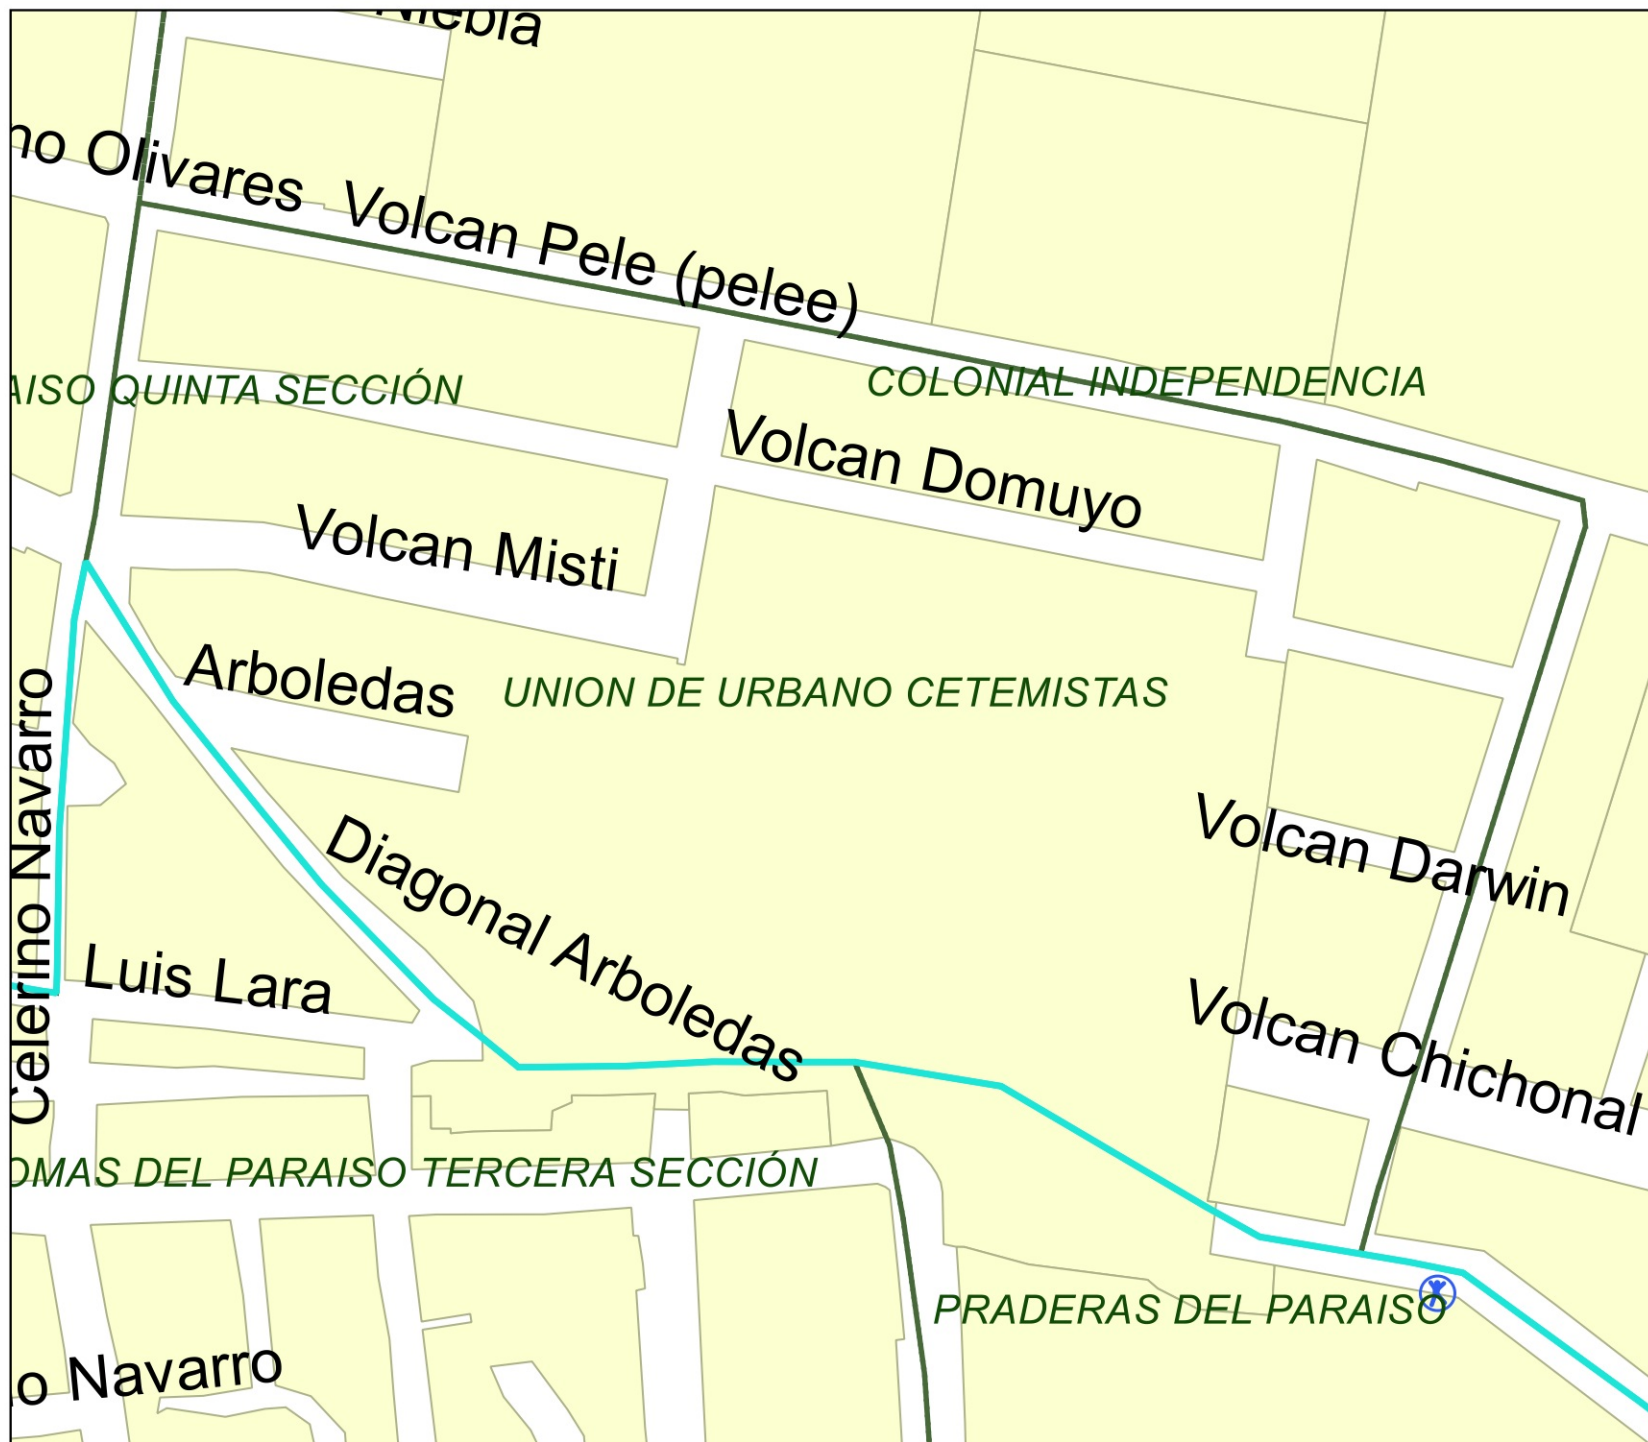 Niebla
no Olivares
Volcan Pele (pelee)
AISO QUINTA SECCIÓN
COLONIAL INDEPENDENCIA
Volcan Domuyo
Volcan Misti
Arboledas
UNION DE URBANO CETEMISTAS
Celerino Navarro
Diagonal Arboledas
Volcan Darwin
Luis Lara
Volcan Chichonal
OMAS DEL PARAISO TERCERA SECCIÓN
PRADERAS DEL PARAISO
o Navarro